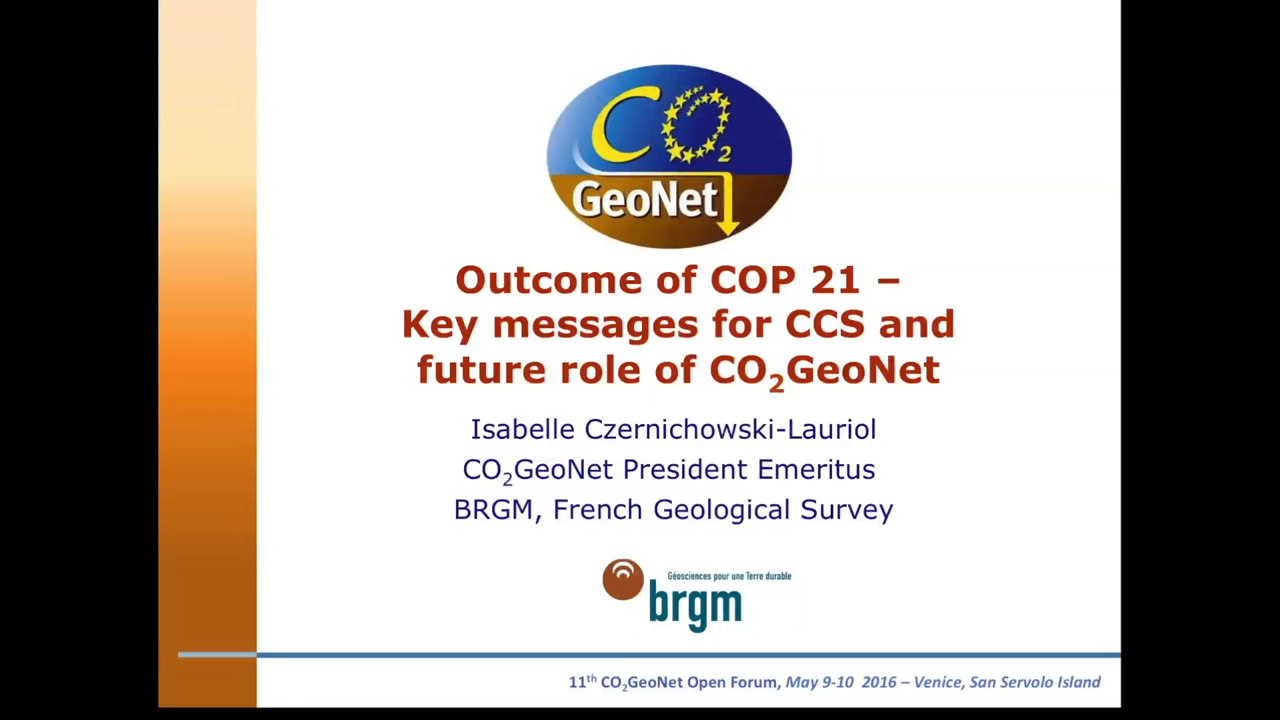 CO₂
GeoNet
Outcome of COP 21 –
Key messages for CCS and
future role of CO₂GeoNet
Isabelle Czernichowski-Lauriol
CO₂GeoNet President Emeritus
BRGM, French Geological Survey
Géosciences pour une Terre durable
brgm
11th CO₂GeoNet Open Forum, May 9-10 2016 – Venice, San Servolo Island